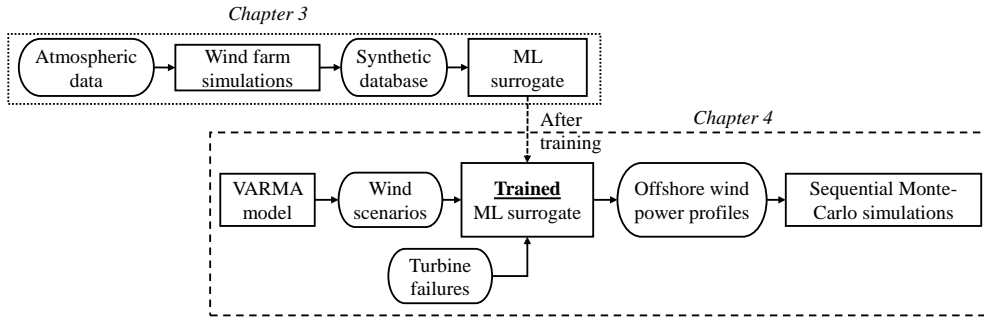 Chapter 3
Atmospheric
data
Wind farm
simulations
Synthetic
database
ML
surrogate
After
training
Chapter 4
VARMA
model
Wind
scenarios
Trained
ML surrogate
Offshore wind
power profiles
Sequential Monte-
Carlo simulations
Turbine
failures